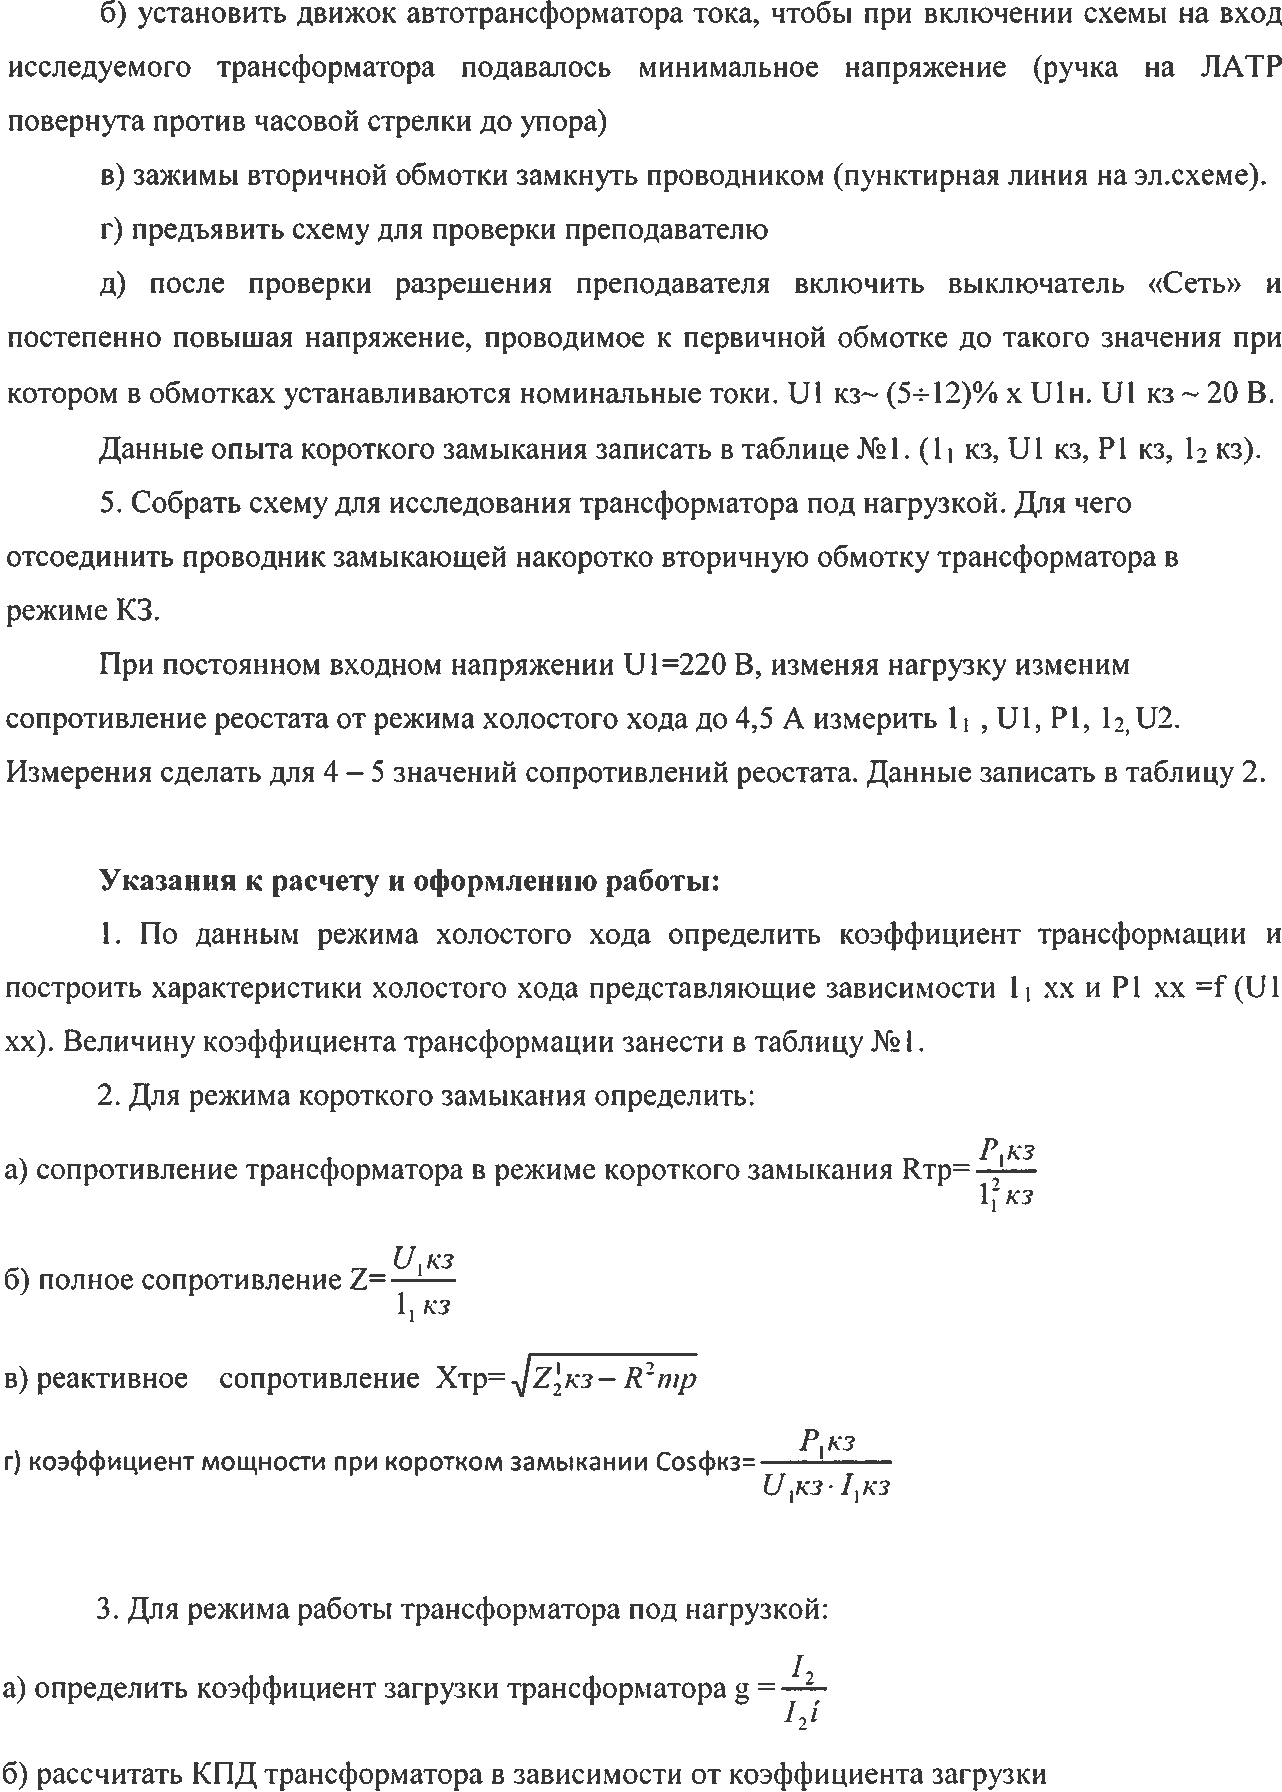 б) установить движок автотрансформатора тока, чтобы при включении схемы на вход
исследуемого трансформатора подавалось минимальное напряжение (ручка на ЛАТР
повернута против часовой стрелки до упора)
в) зажимы вторичной обмотки замкнуть проводником (пунктирная линия на эл.схеме).
г) предъявить схему для проверки преподавателю
д) после проверки разрешения преподавателя включить выключатель «Сеть» и
постепенно повышая напряжение, проводимое к первичной обмотке до такого значения при
котором в обмотках устанавливаются номинальные токи. U1 кз~ (5÷12)% х U1н. U1 кз ~ 20 В.
Данные опыта короткого замыкания записать в таблице №1. (1₁ кз, U1 кз, P1 кз, 1₂ кз).
5. Собрать схему для исследования трансформатора под нагрузкой. Для чего
отсоединить проводник замыкающей накоротко вторичную обмотку трансформатора в
режиме КЗ.
При постоянном входном напряжении U1=220 В, изменяя нагрузку изменим
сопротивление реостата от режима холостого хода до 4,5 А измерить 1₁ , U1, P1, 1₂, U2.
Измерения сделать для 4 – 5 значений сопротивлений реостата. Данные записать в таблицу 2.
Указания к расчету и оформлению работы:
1. По данным режима холостого хода определить коэффициент трансформации и
построить характеристики холостого хода представляющие зависимости 1₁ хх и P1 хх =f (U1
хх). Величину коэффициента трансформации занести в таблицу №1.
2. Для режима короткого замыкания определить:
а) сопротивление трансформатора в режиме короткого замыкания Rтр= P₁кз / 1₁² кз
б) полное сопротивление Z= U₁кз / 1₁ кз
в) реактивное сопротивление Xтр= √(Z₂¹кз – R²тр)
г) коэффициент мощности при коротком замыкании Cosфкз= P₁кз / U₁кз · I₁кз
3. Для режима работы трансформатора под нагрузкой:
а) определить коэффициент загрузки трансформатора g = I₂ / I₂í
б) рассчитать КПД трансформатора в зависимости от коэффициента загрузки